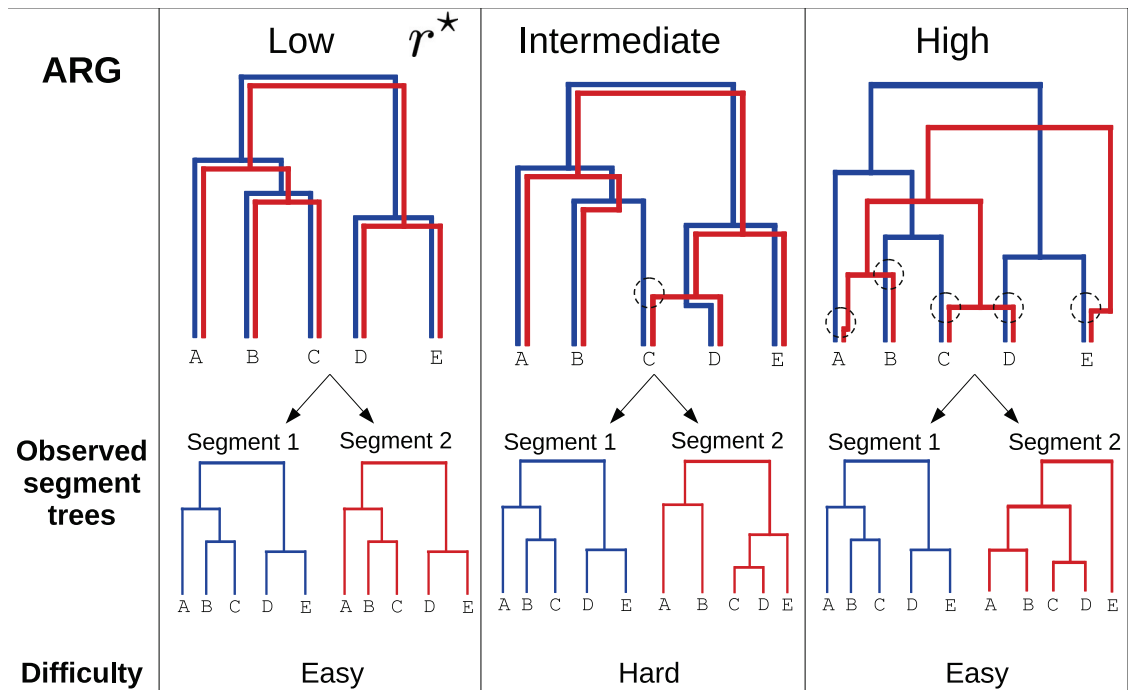 Low r⋆ Intermediate High
ARG
A B C D E A B C D E A B C D E
Segment 1 Segment 2 Segment 1 Segment 2 Segment 1 Segment 2
Observed
segment
trees
A B C D E A B C D E A B C D E A B C D E A B C D E A B C D E
Difficulty Easy Hard Easy